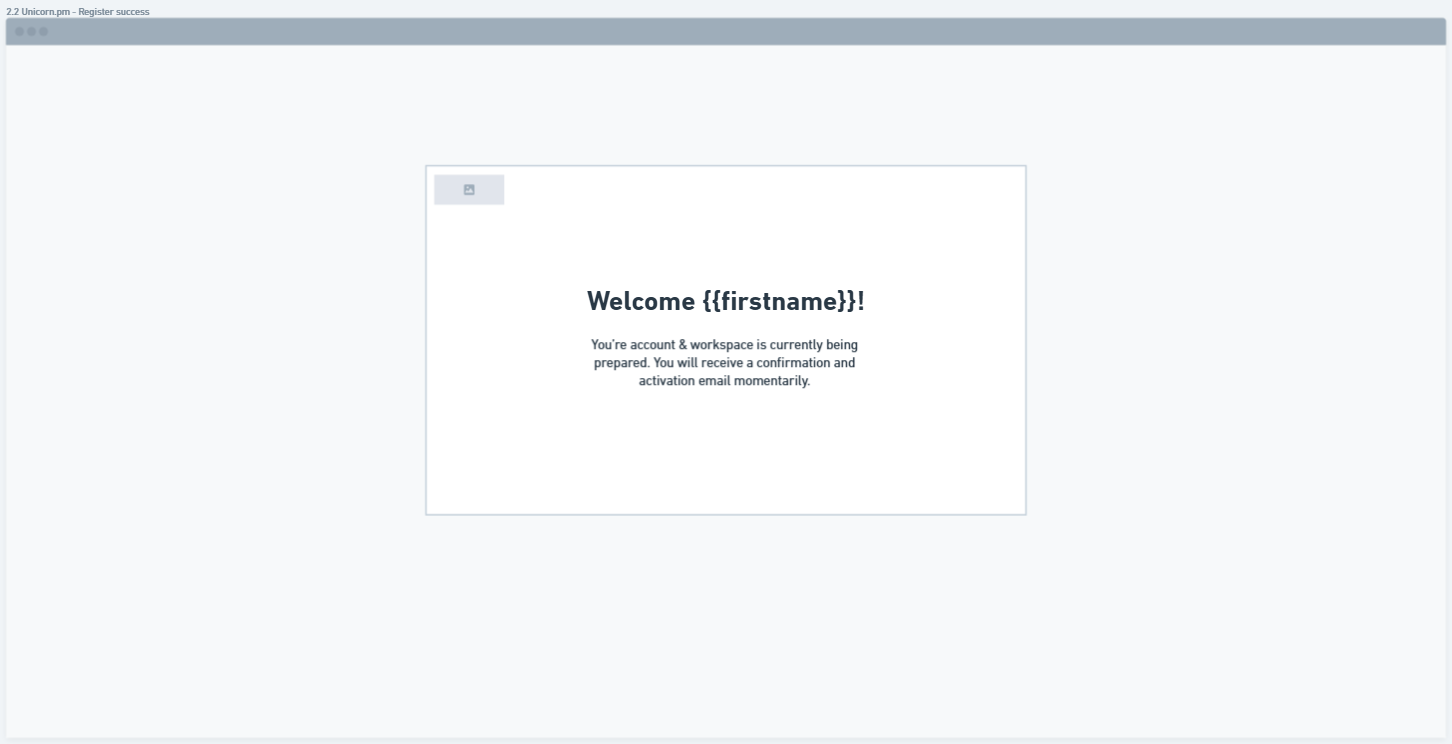 2.2 Unicorn.pm - Register success
Welcome {{firstname}}!
You're account & workspace is currently being
prepared. You will receive a confirmation and
activation email momentarily.